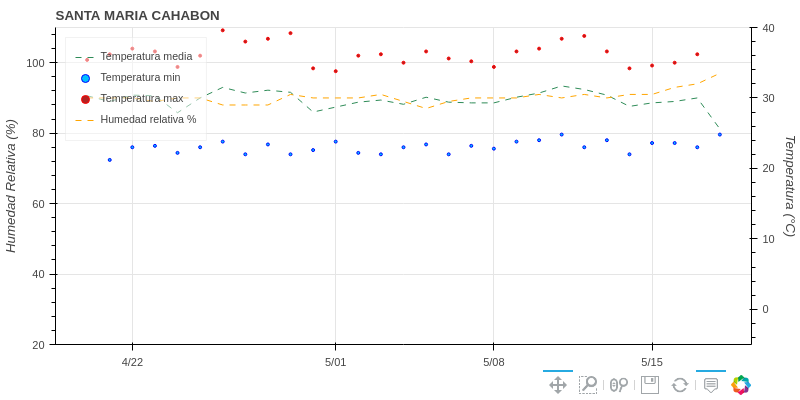 SANTA MARIA CAHABON
Temperatura media
Temperatura min
Temperatura max
Humedad relativa %
Humedad Relativa (%)
100
80
60
40
20
Temperatura (°C)
40
30
20
10
0
4/22
5/01
5/08
5/15